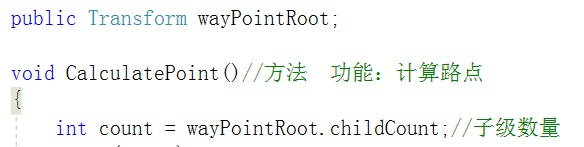 public Transform wayPointRoot;
void CalculatePoint()//方法  功能：计算路点
{
int count = wayPointRoot.childCount;//子级数量